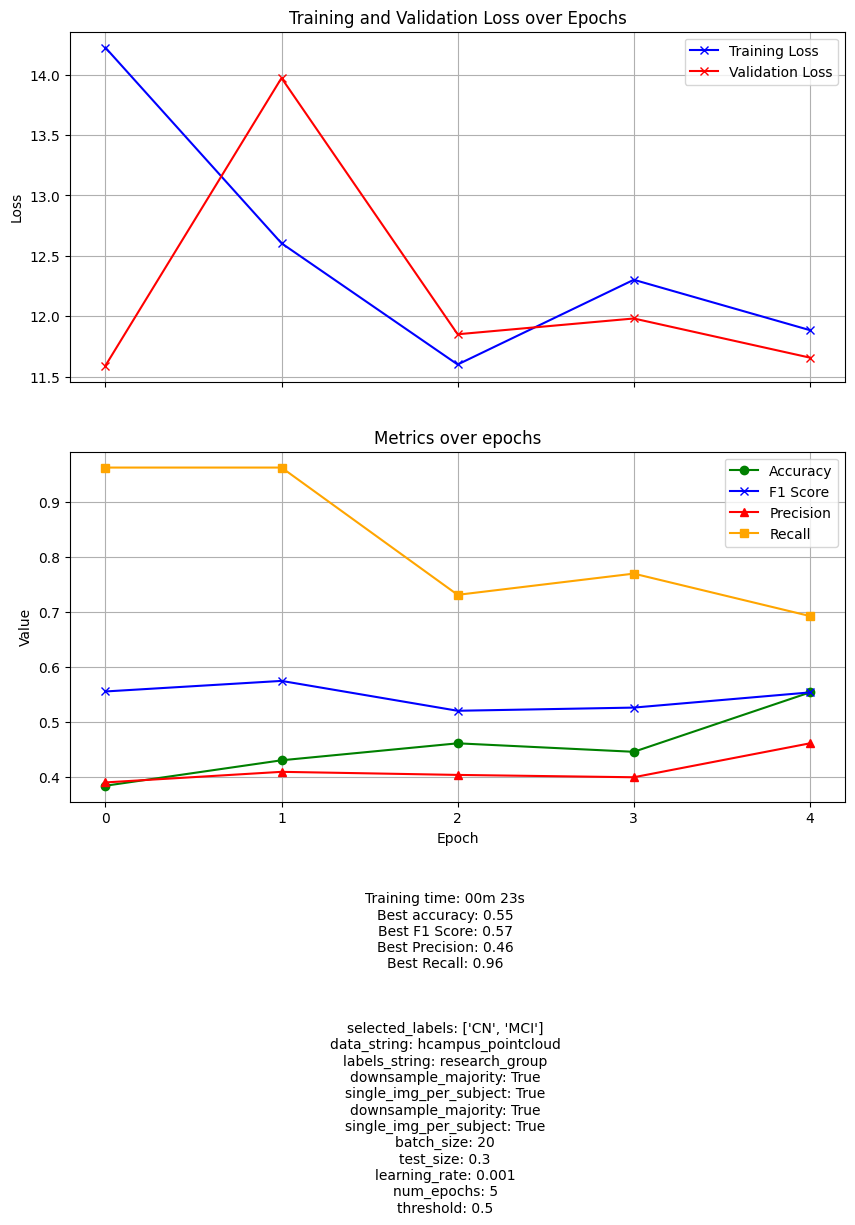 Training and Validation Loss over Epochs
Training Loss
Validation Loss
14.0
13.5
13.0
12.5
12.0
11.5
Loss
Metrics over epochs
Accuracy
F1 Score
Precision
Recall
0.9
0.8
0.7
0.6
0.5
0.4
Value
0 1 2 3 4
Epoch
Training time: 00m 23s
Best accuracy: 0.55
Best F1 Score: 0.57
Best Precision: 0.46
Best Recall: 0.96
selected_labels: ['CN', 'MCI']
data_string: hcampus_pointcloud
labels_string: research_group
downsample_majority: True
single_img_per_subject: True
downsample_majority: True
single_img_per_subject: True
batch_size: 20
test_size: 0.3
learning_rate: 0.001
num_epochs: 5
threshold: 0.5